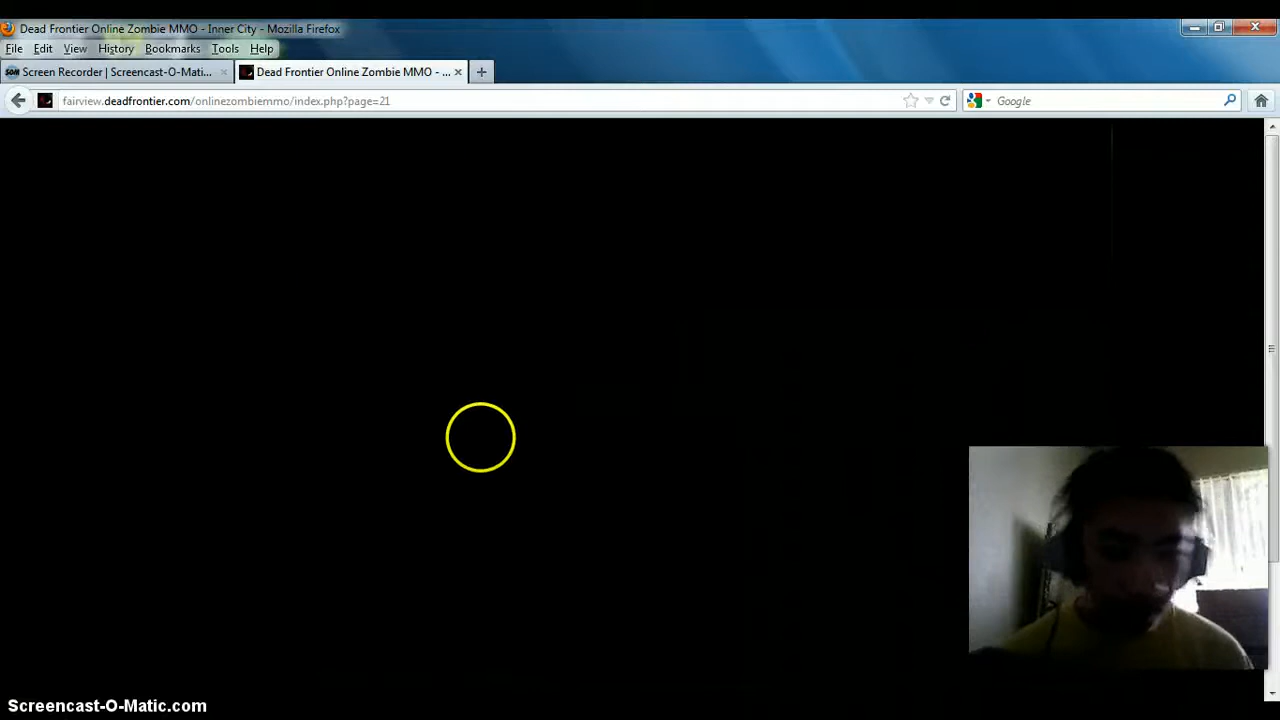 Dead Frontier Online Zombie MMO - Inner City - Mozilla Firefox
File Edit View History Bookmarks Tools Help
SOM Screen Recorder | Screencast-O-Mati... × Dead Frontier Online Zombie MMO - ... × +
fairview.deadfrontier.com/onlinezombiemmo/index.php?page=21 Google
Screencast-O-Matic.com